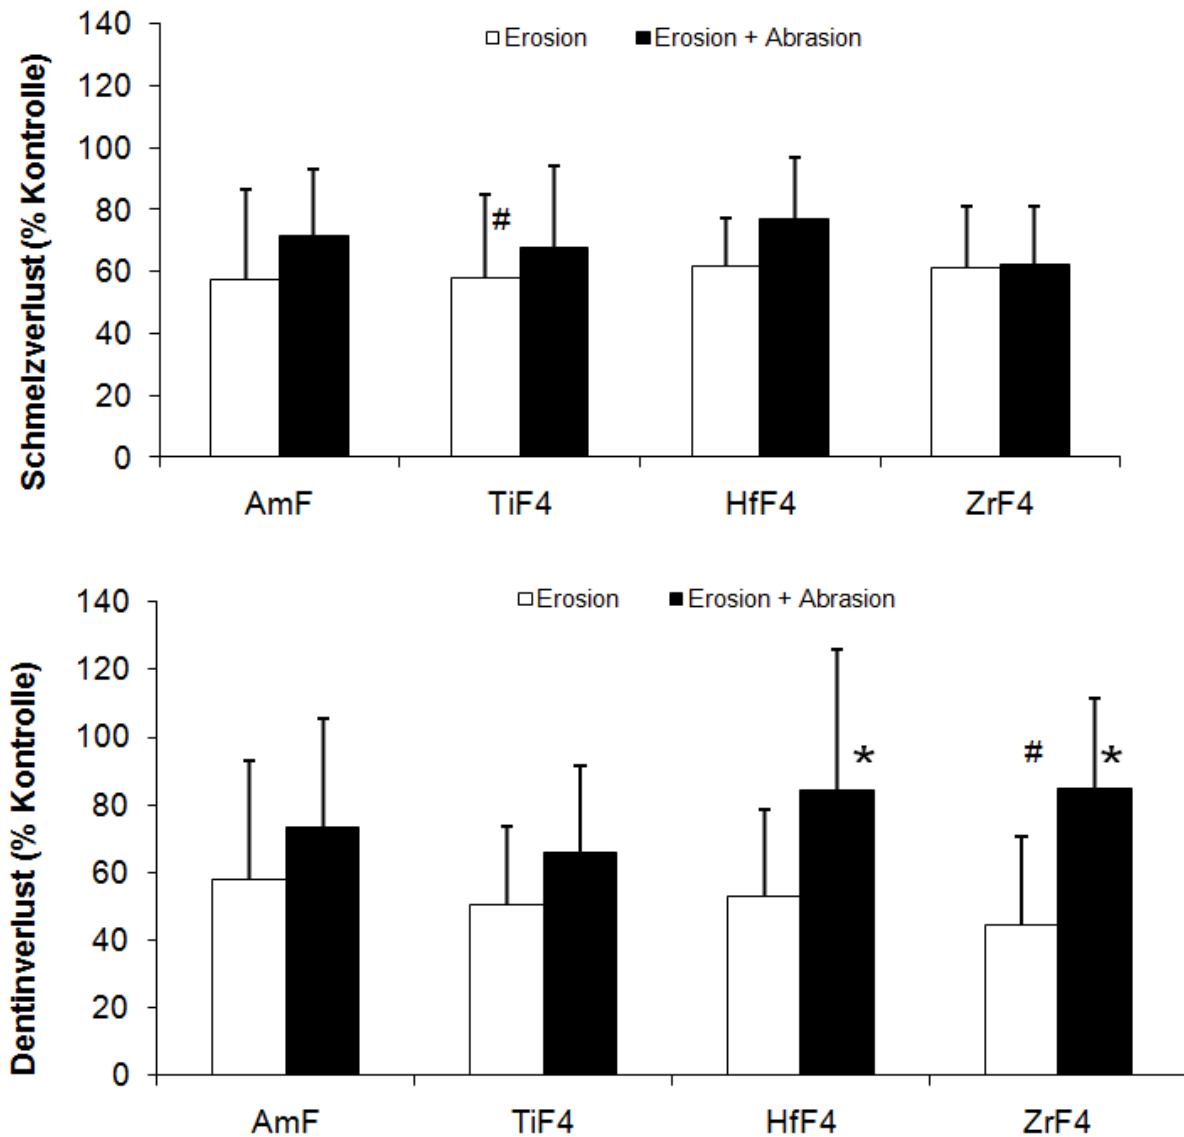 Schmelzverlust (% Kontrolle)
140
120
100
80
60
40
20
0
Erosion
Erosion + Abrasion
#
AmF
TiF4
HfF4
ZrF4
Dentinverlust (% Kontrolle)
140
120
100
80
60
40
20
0
Erosion
Erosion + Abrasion
*
#
*
AmF
TiF4
HfF4
ZrF4